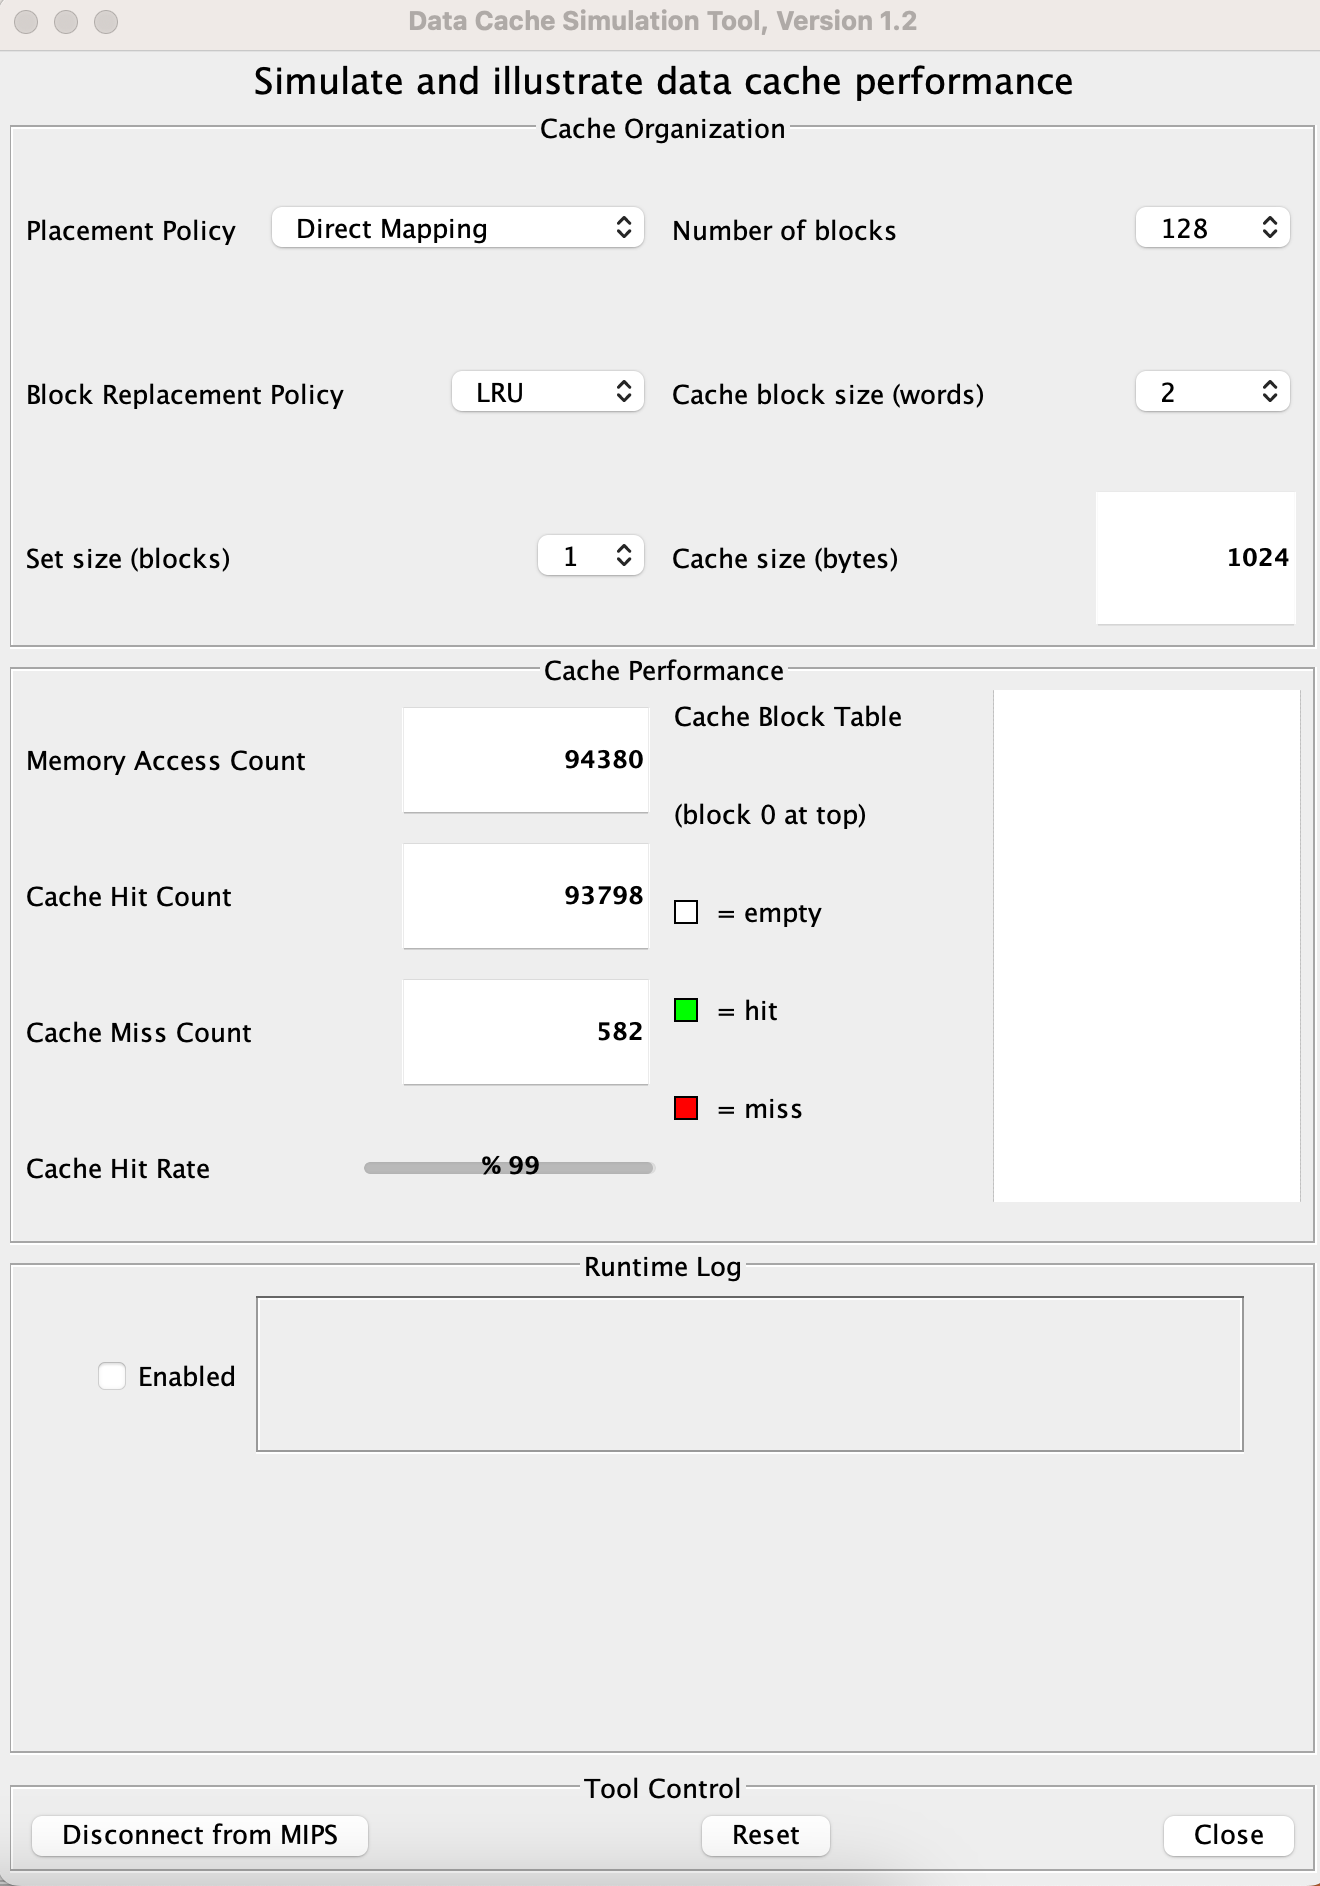 Data Cache Simulation Tool, Version 1.2
Simulate and illustrate data cache performance
Cache Organization
Placement Policy
Direct Mapping
Number of blocks
128
Block Replacement Policy
LRU
Cache block size (words)
2
Set size (blocks)
1
Cache size (bytes)
1024
Cache Performance
Memory Access Count
94380
Cache Hit Count
93798
Cache Miss Count
582
Cache Hit Rate
% 99
Cache Block Table
(block 0 at top)
= empty
= hit
= miss
Runtime Log
Enabled
Tool Control
Disconnect from MIPS
Reset
Close